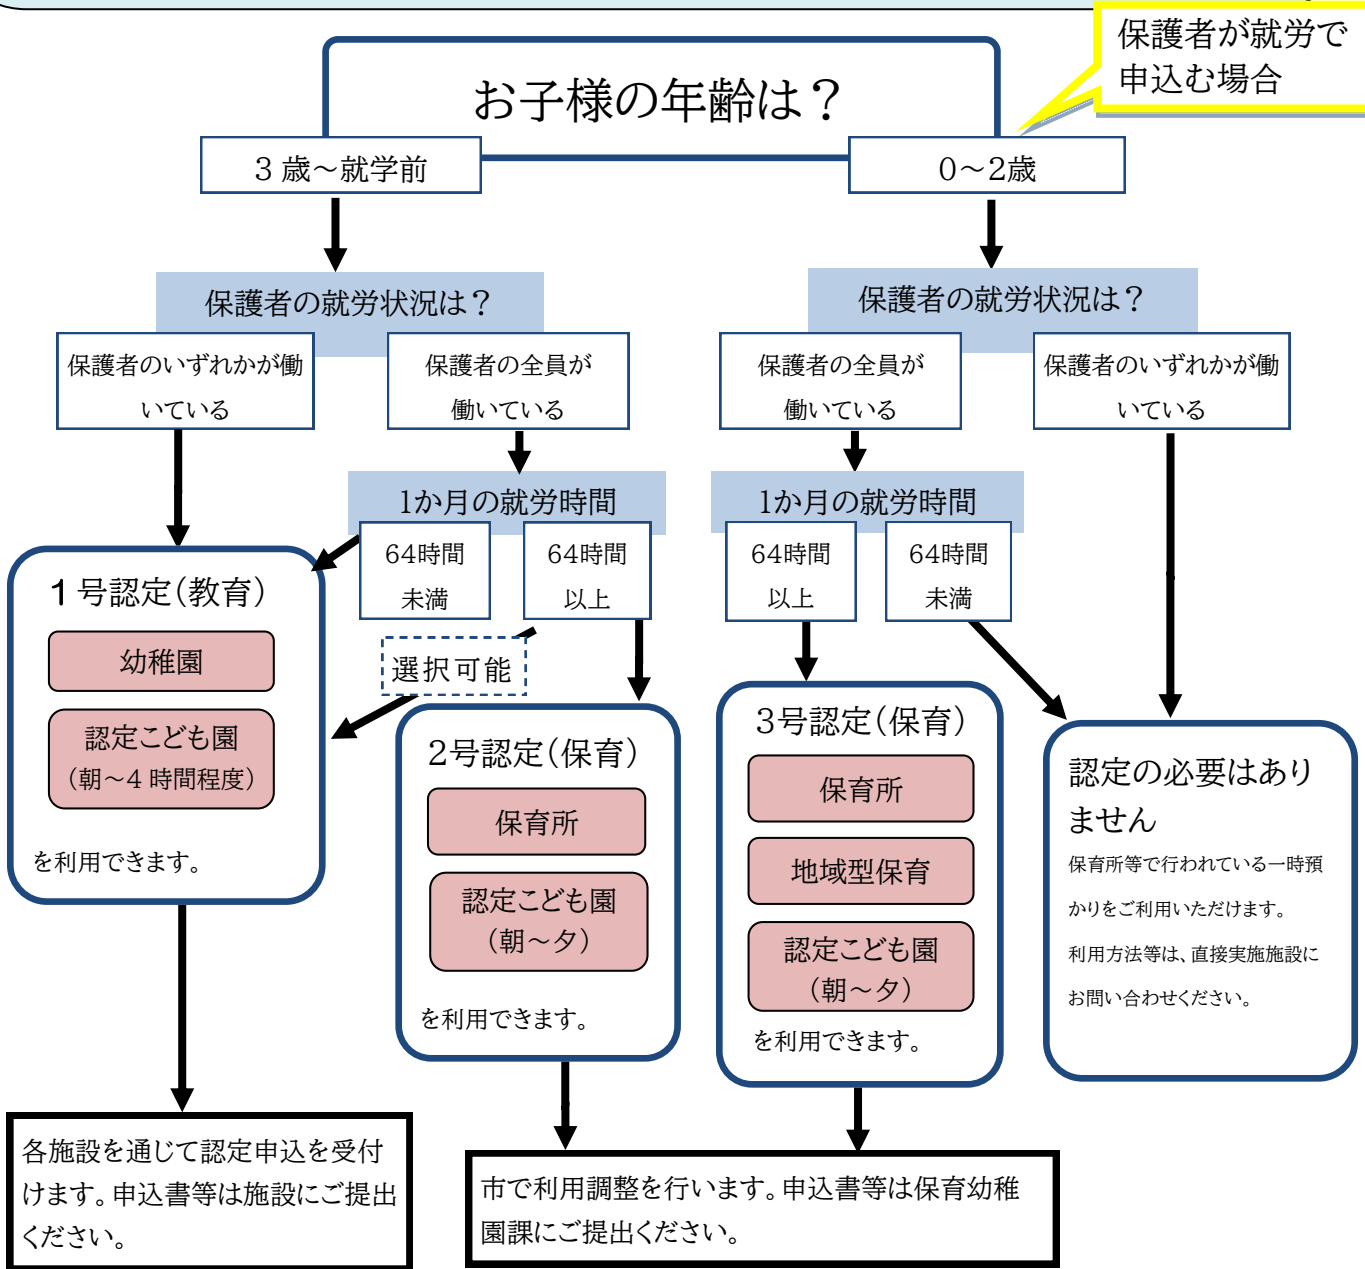 保護者が就労で
申込む場合
お子様の年齢は？
３歳～就学前
0～2歳
保護者の就労状況は？
保護者の就労状況は？
保護者のいずれかが働
いている
保護者の全員が
働いている
保護者の全員が
働いている
保護者のいずれかが働
いている
1か月の就労時間
1か月の就労時間
64時間
未満
64時間
以上
64時間
以上
64時間
未満
１号認定(教育)
幼稚園
認定こども園
(朝～4 時間程度)
を利用できます。
選択可能
2号認定(保育)
保育所
認定こども園
(朝～夕)
を利用できます。
3号認定(保育)
保育所
地域型保育
認定こども園
(朝～夕)
を利用できます。
認定の必要はあり
ません
保育所等で行われている一時預
かりをご利用いただけます。
利用方法等は、直接実施施設に
お問い合わせください。
各施設を通じて認定申込を受付
けます。申込書等は施設にご提出
ください。
市で利用調整を行います。申込書等は保育幼稚
園課にご提出ください。